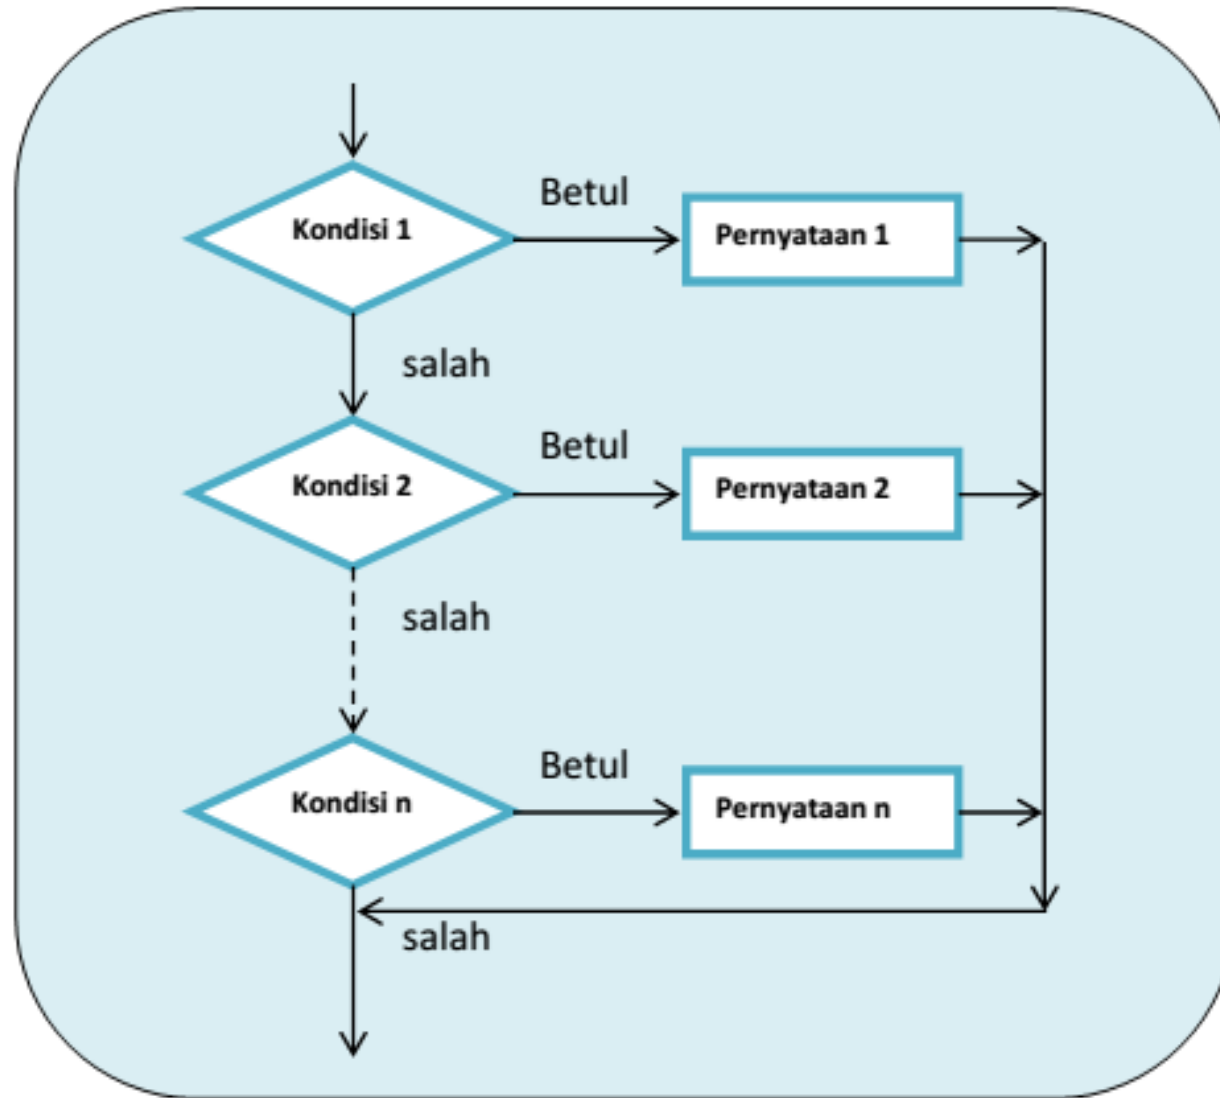 Betul
Kondisi 1
Pernyataan 1
salah
Betul
Kondisi 2
Pernyataan 2
salah
Betul
Kondisi n
Pernyataan n
salah